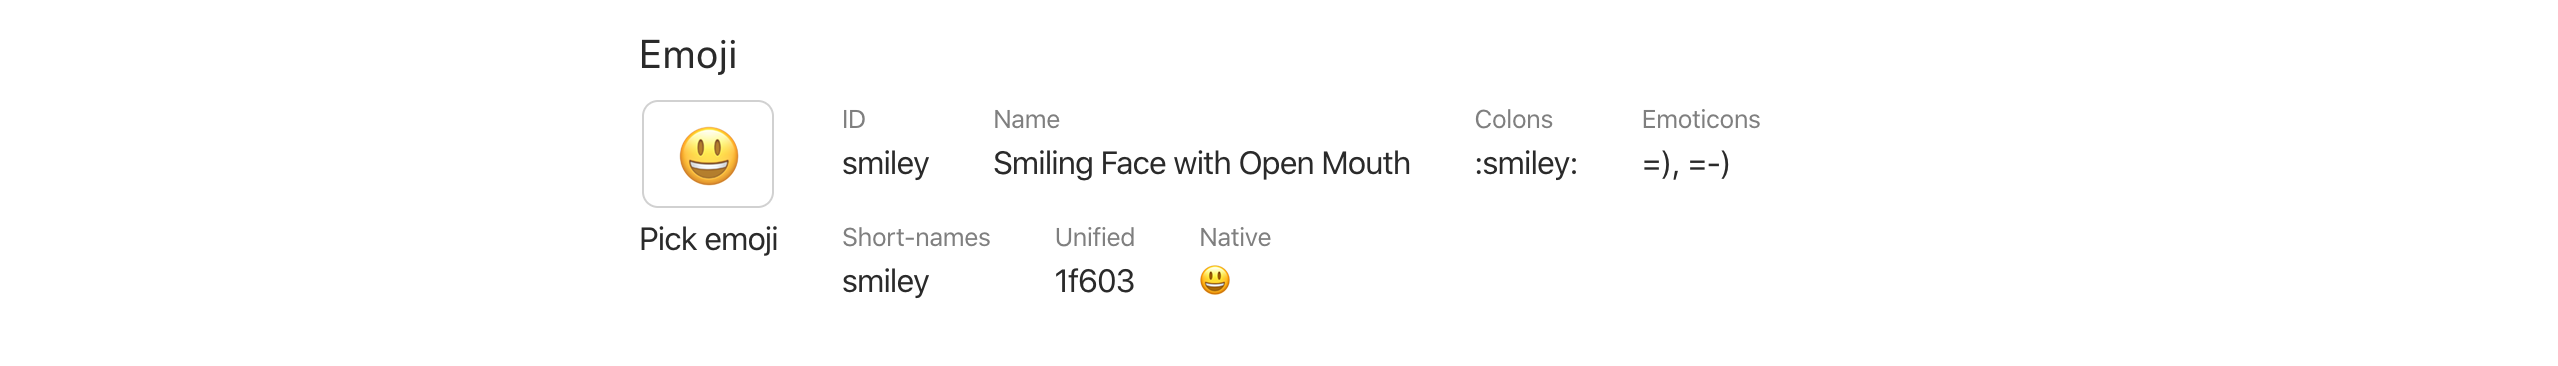 Emoji
ID Name Colons Emoticons
smiley Smiling Face with Open Mouth :smiley: =), =-)
Pick emoji Short-names Unified Native
smiley 1f603 😃